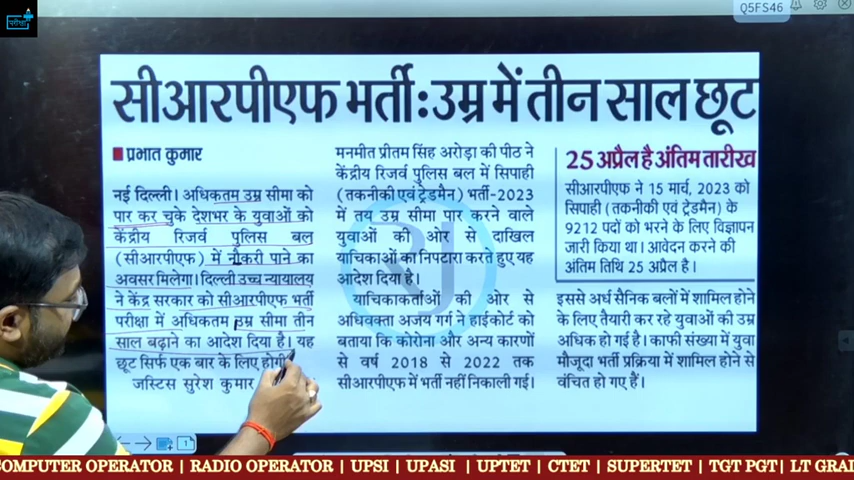 परीक्षा
Q5FS46
सीआरपीएफ भर्ती: उम्र में तीन साल छूट
■ प्रभात कुमार
नई दिल्ली। अधिकतम उम्र सीमा को
पार कर चुके देशभर के युवाओं को
केंद्रीय रिजर्व पुलिस बल
(सीआरपीएफ) में नौकरी पाने का
अवसर मिलेगा। दिल्ली उच्च न्यायालय
ने केंद्र सरकार को सीआरपीएफ भर्ती
परीक्षा में अधिकतम उम्र सीमा तीन
साल बढ़ाने का आदेश दिया है। यह
छूट सिर्फ एक बार के लिए होगी
जस्टिस सुरेश कुमार
मनमीत प्रीतम सिंह अरोड़ा की पीठ ने
केंद्रीय रिजर्व पुलिस बल में सिपाही
(तकनीकी एवं ट्रेडमैन) भर्ती-2023
में तय उम्र सीमा पार करने वाले
युवाओं की ओर से दाखिल
याचिकाओं का निपटारा करते हुए यह
आदेश दिया है।
याचिकाकर्ताओं की ओर से
अधिवक्ता अजय गर्ग ने हाईकोर्ट को
बताया कि कोरोना और अन्य कारणों
से वर्ष 2018 से 2022 तक
सीआरपीएफ में भर्ती नहीं निकाली गई।
25 अप्रैल है अंतिम तारीख
सीआरपीएफ ने 15 मार्च, 2023 को
सिपाही (तकनीकी एवं ट्रेडमैन) के
9212 पदों को भरने के लिए विज्ञापन
जारी किया था। आवेदन करने की
अंतिम तिथि 25 अप्रैल है।
इससे अर्ध सैनिक बलों में शामिल होने
के लिए तैयारी कर रहे युवाओं की उम्र
अधिक हो गई है। काफी संख्या में युवा
मौजूदा भर्ती प्रक्रिया में शामिल होने से
वंचित हो गए हैं।
1
COMPUTER OPERATOR | RADIO OPERATOR | UPSI | UPASI | UPTET | CTET | SUPERTET | TGT PGT | LT GRAD